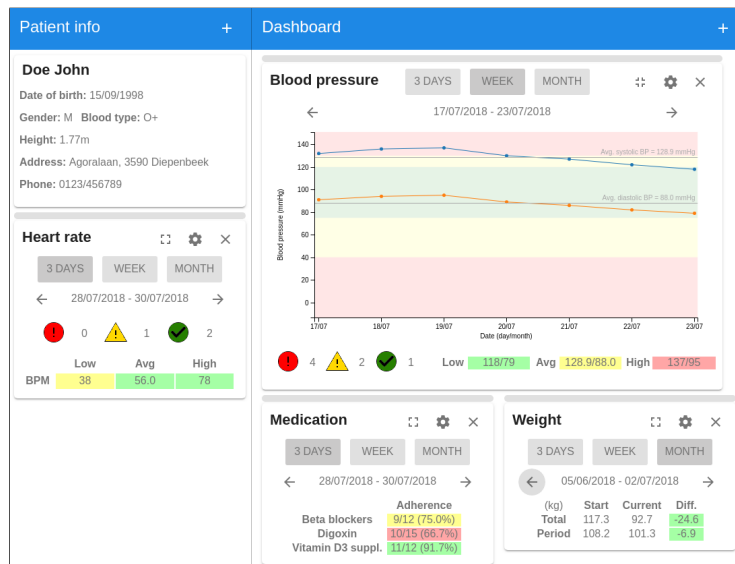 Patient info +
Doe John
Date of birth: 15/09/1998
Gender: M Blood type: O+
Height: 1.77m
Address: Agoralaan, 3590 Diepenbeek
Phone: 0123/456789
Heart rate
3 DAYS WEEK MONTH
28/07/2018 - 30/07/2018
0 1 2
Low Avg High
BPM 38 56.0 78
Dashboard +
Blood pressure 3 DAYS WEEK MONTH
17/07/2018 - 23/07/2018
Blood pressure (mmHg)
140
120
100
80
60
40
20
0
Avg. systolic BP = 128.9 mmHg
Avg. diastolic BP = 88.0 mmHg
17/07 18/07 19/07 20/07 21/07 22/07 23/07
Date (day/month)
4 2 1 Low 118/79 Avg 128.9/88.0 High 137/95
Medication
3 DAYS WEEK MONTH
28/07/2018 - 30/07/2018
Adherence
Beta blockers 9/12 (75.0%)
Digoxin 10/15 (66.7%)
Vitamin D3 suppl. 11/12 (91.7%)
Weight
3 DAYS WEEK MONTH
05/06/2018 - 02/07/2018
(kg) Start Current Diff.
Total 117.3 92.7 -24.6
Period 108.2 101.3 -6.9